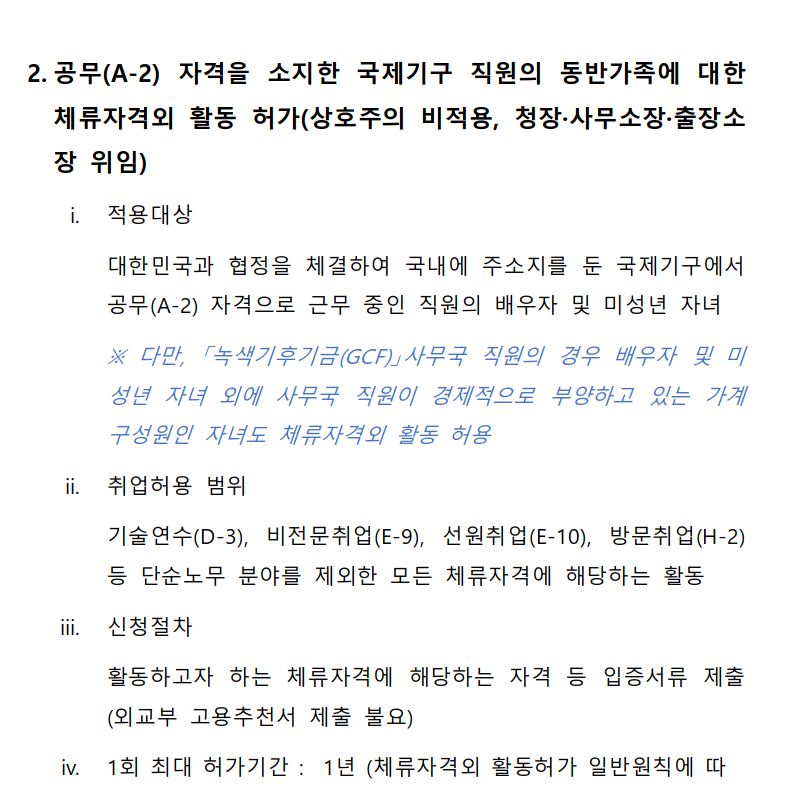 2. 공무(A-2) 자격을 소지한 국제기구 직원의 동반가족에 대한
체류자격외 활동 허가(상호주의 비적용, 청장·사무소장·출장소
장 위임)
i. 적용대상
대한민국과 협정을 체결하여 국내에 주소지를 둔 국제기구에서
공무(A-2) 자격으로 근무 중인 직원의 배우자 및 미성년 자녀
※ 다만, 「녹색기후기금(GCF)」사무국 직원의 경우 배우자 및 미
성년 자녀 외에 사무국 직원이 경제적으로 부양하고 있는 가계
구성원인 자녀도 체류자격외 활동 허용
ii. 취업허용 범위
기술연수(D-3), 비전문취업(E-9), 선원취업(E-10), 방문취업(H-2)
등 단순노무 분야를 제외한 모든 체류자격에 해당하는 활동
iii. 신청절차
활동하고자 하는 체류자격에 해당하는 자격 등 입증서류 제출
(외교부 고용추천서 제출 불요)
iv. 1회 최대 허가기간 : 1년 (체류자격외 활동허가 일반원칙에 따